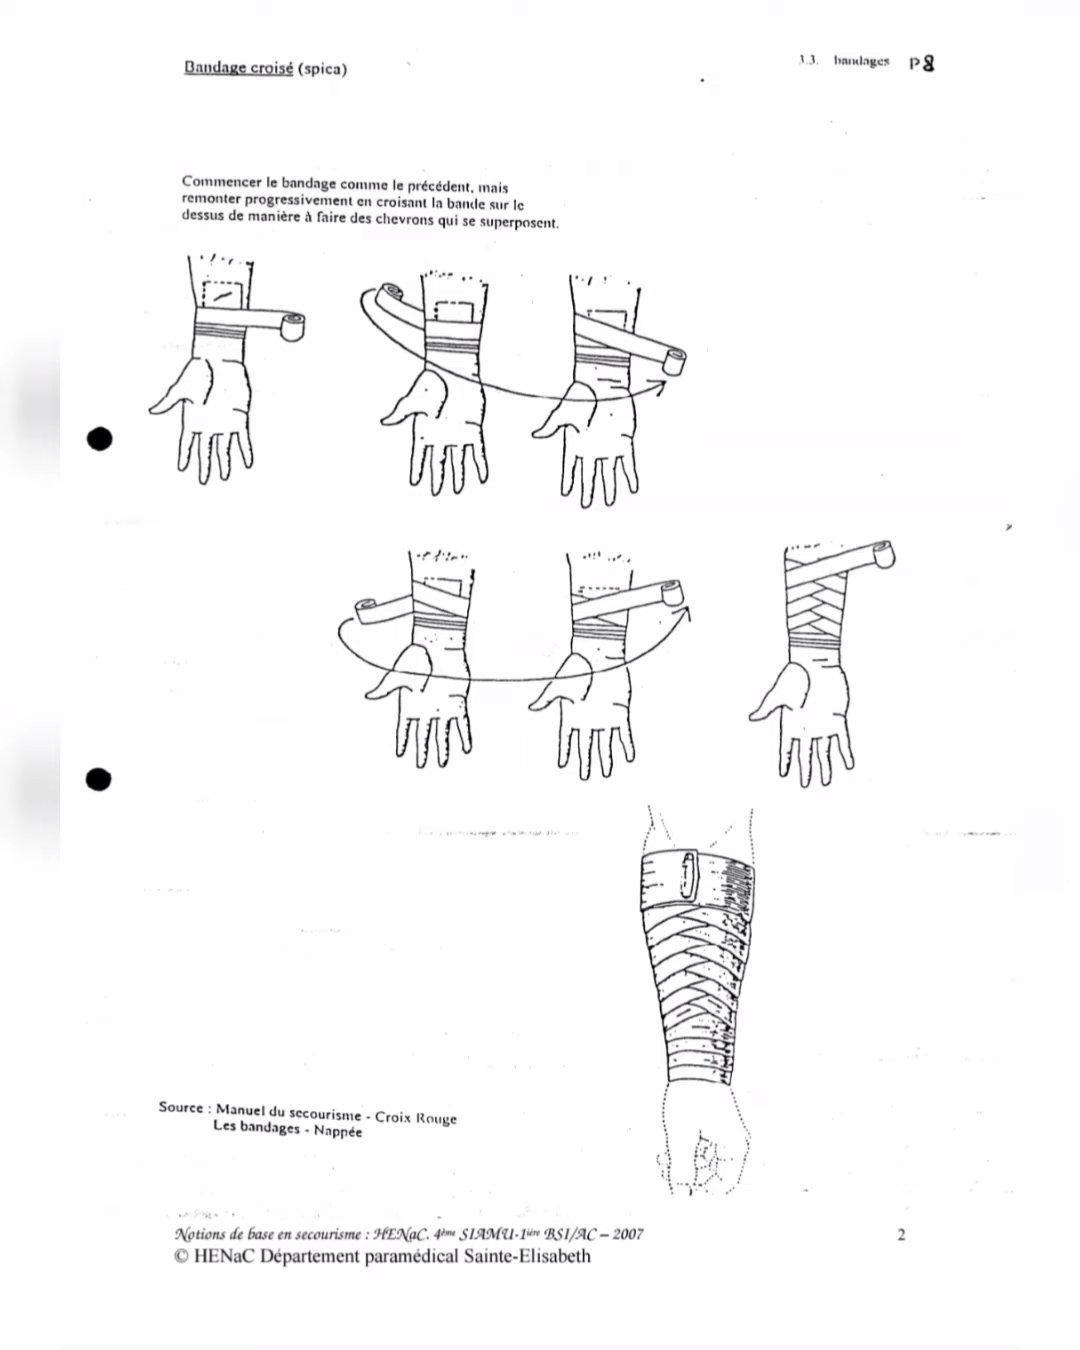 Bandage croisé (spica)
3.3. bandages p8
Commencer le bandage comme le précédent, mais
remonter progressivement en croisant la bande sur le
dessus de manière à faire des chevrons qui se superposent.
Source : Manuel du secourisme - Croix Rouge
Les bandages - Nappée
Notions de base en secourisme : HENaC. 4ème SIAMU-1ière BSI/AC – 2007
2
© HENaC Département paramédical Sainte-Elisabeth